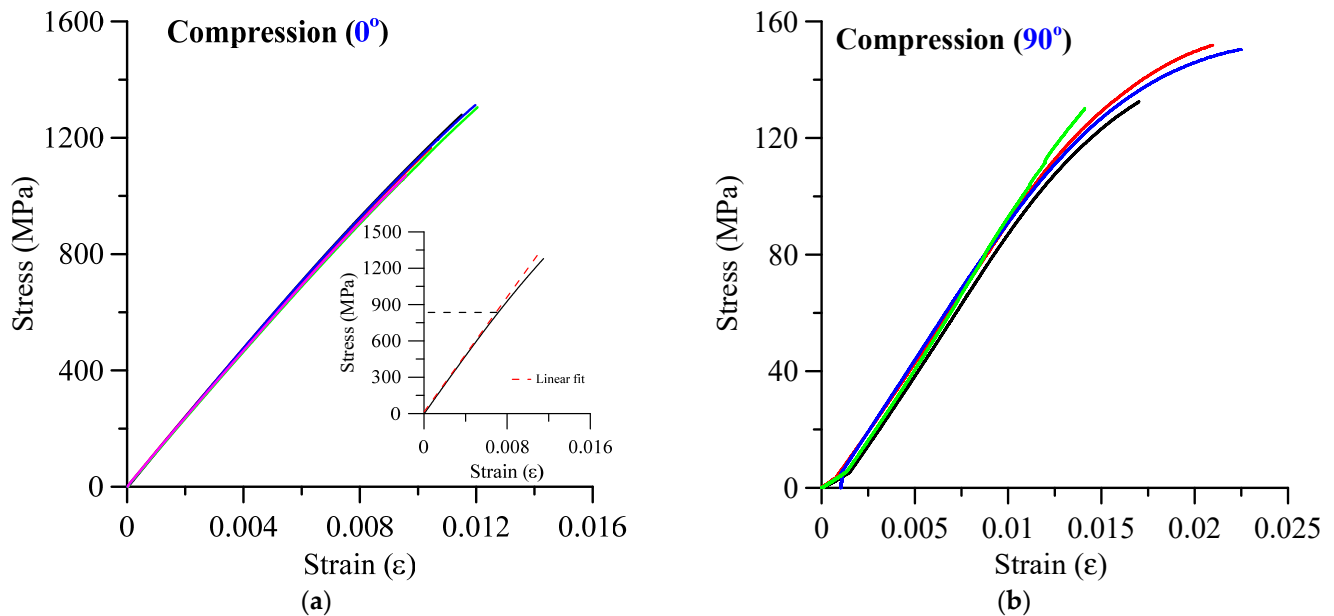 Compression (0°)
Stress (MPa)
1600
1200
800
400
0
0
0.004
0.008
0.012
0.016
Strain (ε)
Stress (MPa)
1500
1200
900
600
300
0
Linear fit
0
0.008
0.016
Strain (ε)
(a)
Compression (90°)
Stress (MPa)
160
120
80
40
0
0
0.005
0.01
0.015
0.02
0.025
Strain (ε)
(b)